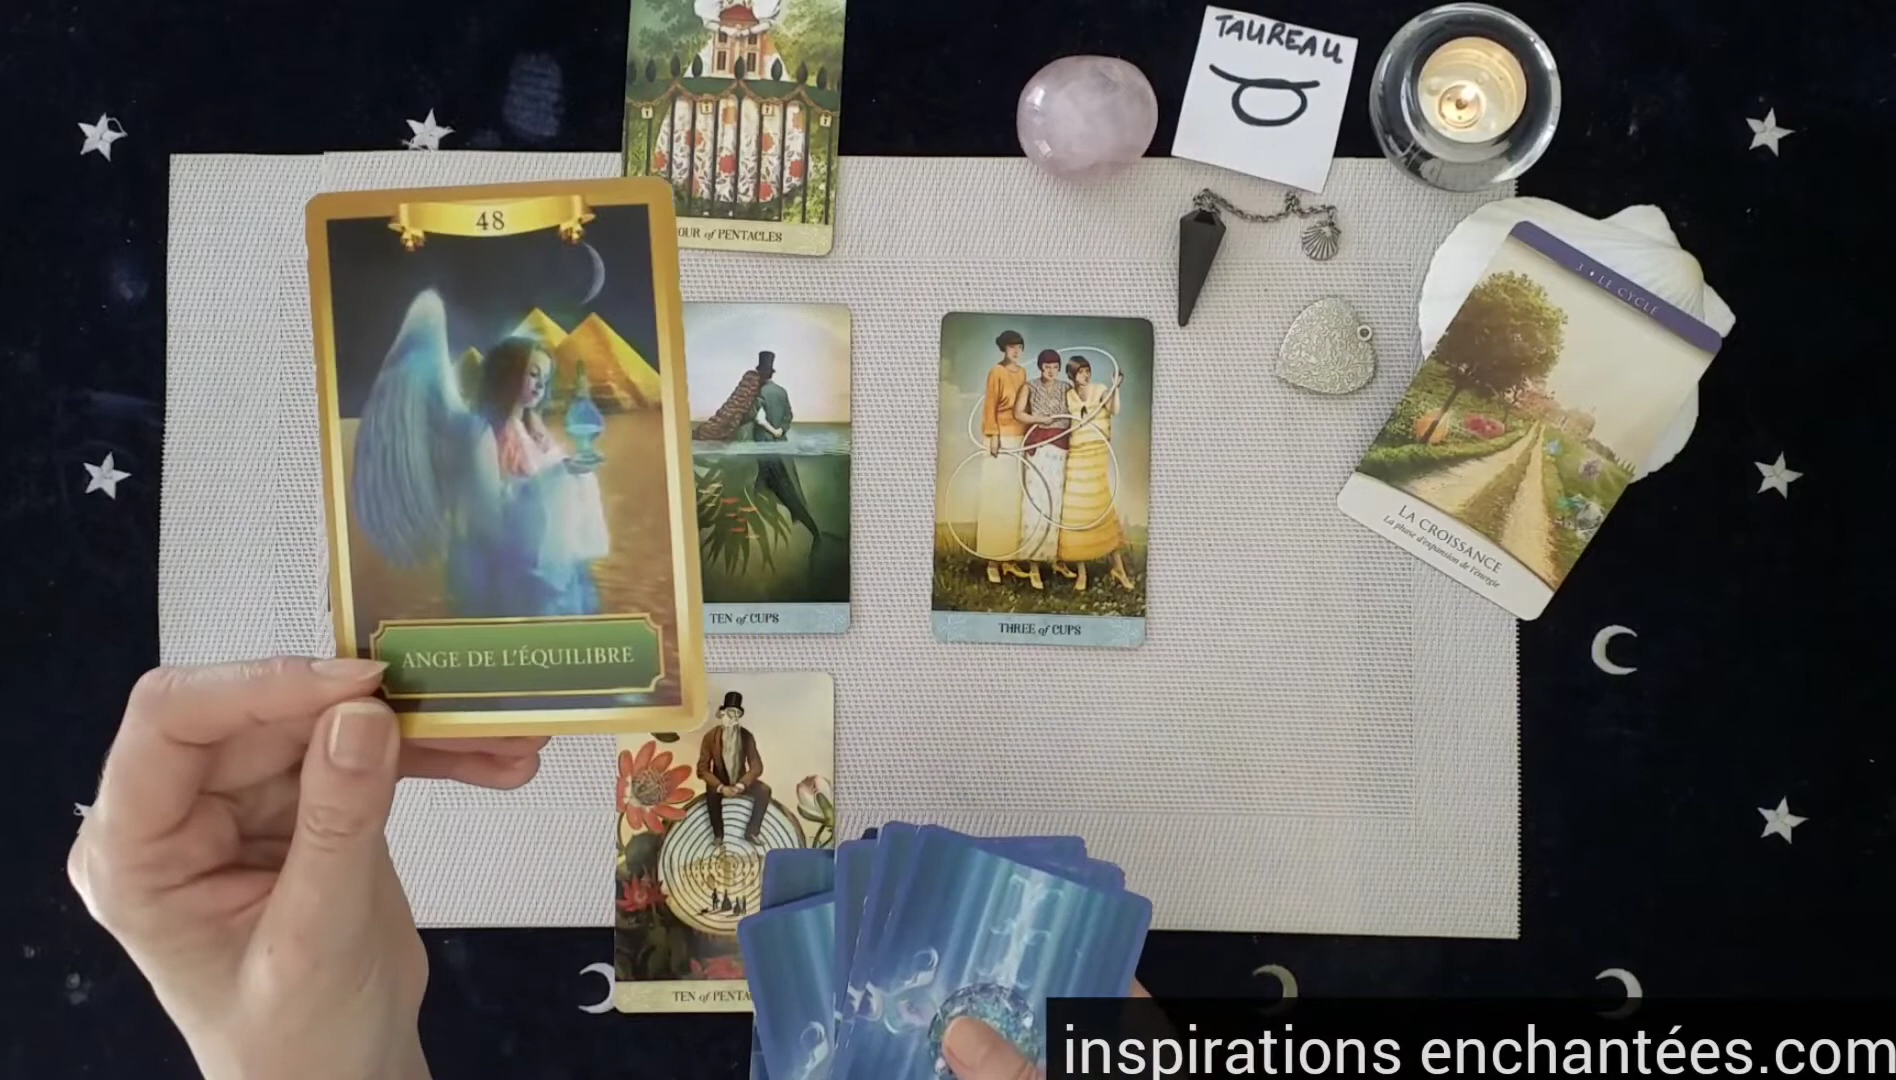 TAUREAU
OUR of PENTACLES
48
3 • LE CYCLE
LA CROISSANCE
La phase d'expansion de l'énergie
TEN of CUPS
THREE of CUPS
ANGE DE L'ÉQUILIBRE
TEN of PENTA
inspirations enchantées.com